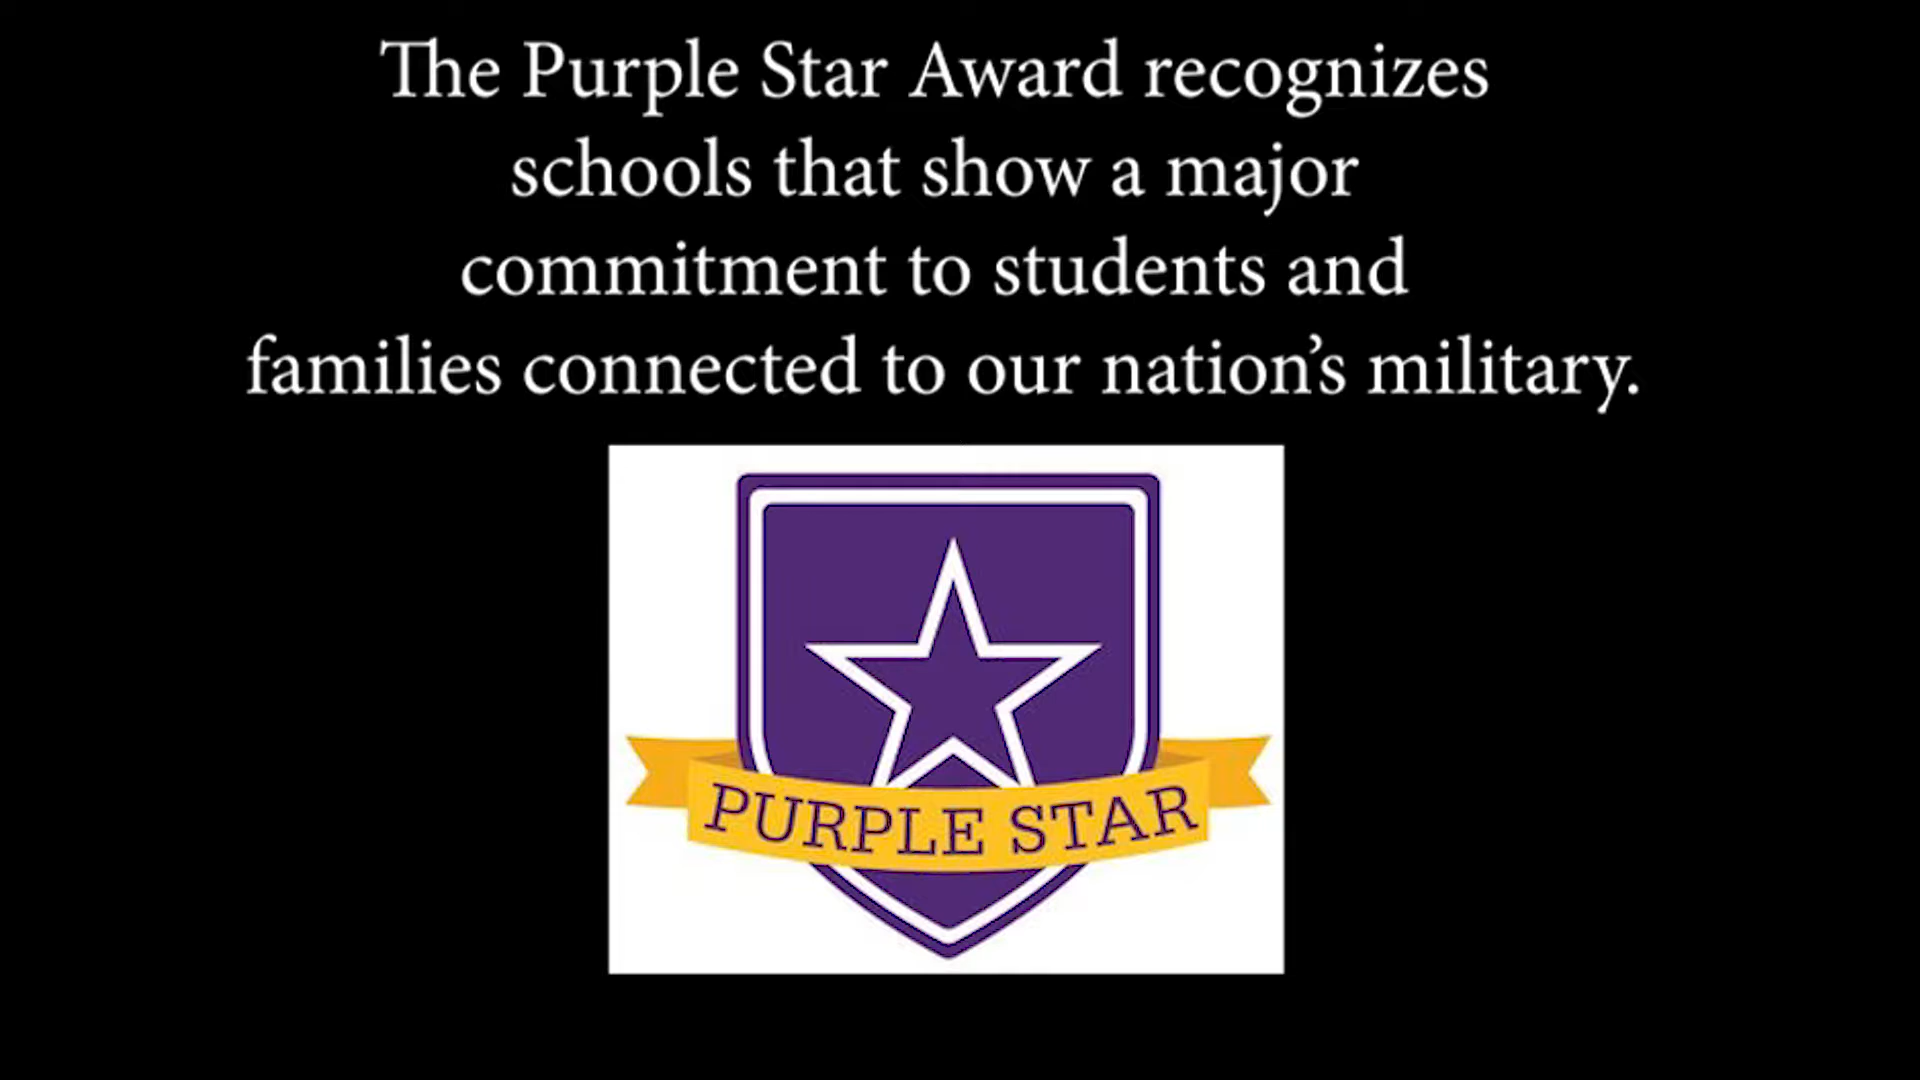 The Purple Star Award recognizes
schools that show a major
commitment to students and
families connected to our nation’s military.
PURPLE STAR